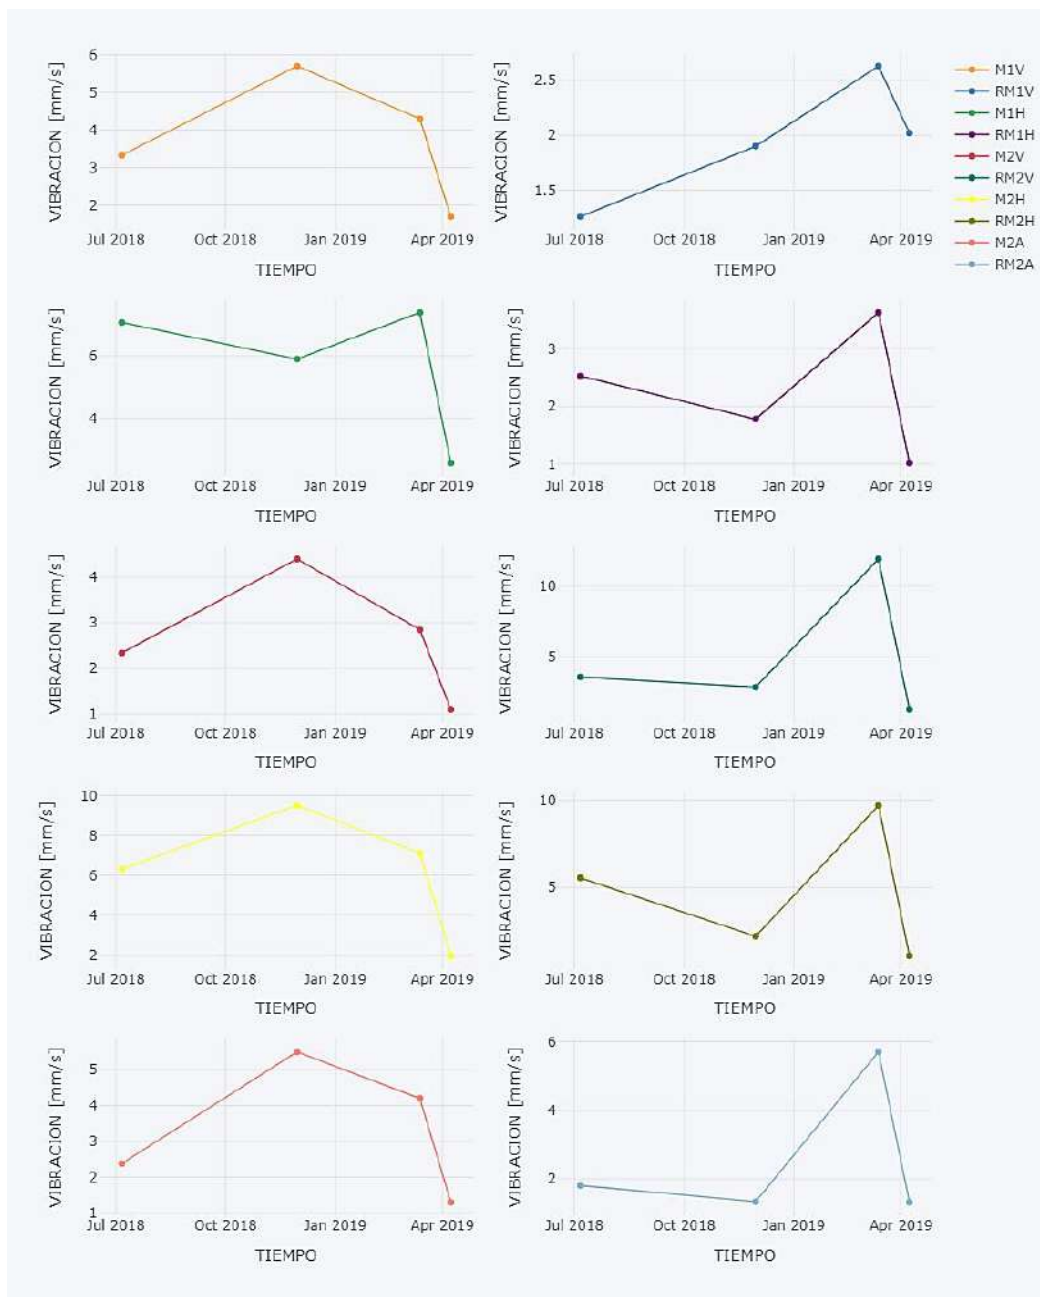 6
5
4
3
2
VIBRACION [mm/s]
Jul 2018 Oct 2018 Jan 2019 Apr 2019
TIEMPO
2.5
2
1.5
VIBRACION [mm/s]
Jul 2018 Oct 2018 Jan 2019 Apr 2019
TIEMPO
M1V
RM1V
M1H
RM1H
M2V
RM2V
M2H
RM2H
M2A
RM2A
6
4
VIBRACION [mm/s]
Jul 2018 Oct 2018 Jan 2019 Apr 2019
TIEMPO
3
2
1
VIBRACION [mm/s]
Jul 2018 Oct 2018 Jan 2019 Apr 2019
TIEMPO
4
3
2
1
VIBRACION [mm/s]
Jul 2018 Oct 2018 Jan 2019 Apr 2019
TIEMPO
10
5
VIBRACION [mm/s]
Jul 2018 Oct 2018 Jan 2019 Apr 2019
TIEMPO
10
8
6
4
2
VIBRACION [mm/s]
Jul 2018 Oct 2018 Jan 2019 Apr 2019
TIEMPO
10
5
VIBRACION [mm/s]
Jul 2018 Oct 2018 Jan 2019 Apr 2019
TIEMPO
5
4
3
2
1
VIBRACION [mm/s]
Jul 2018 Oct 2018 Jan 2019 Apr 2019
TIEMPO
6
4
2
VIBRACION [mm/s]
Jul 2018 Oct 2018 Jan 2019 Apr 2019
TIEMPO